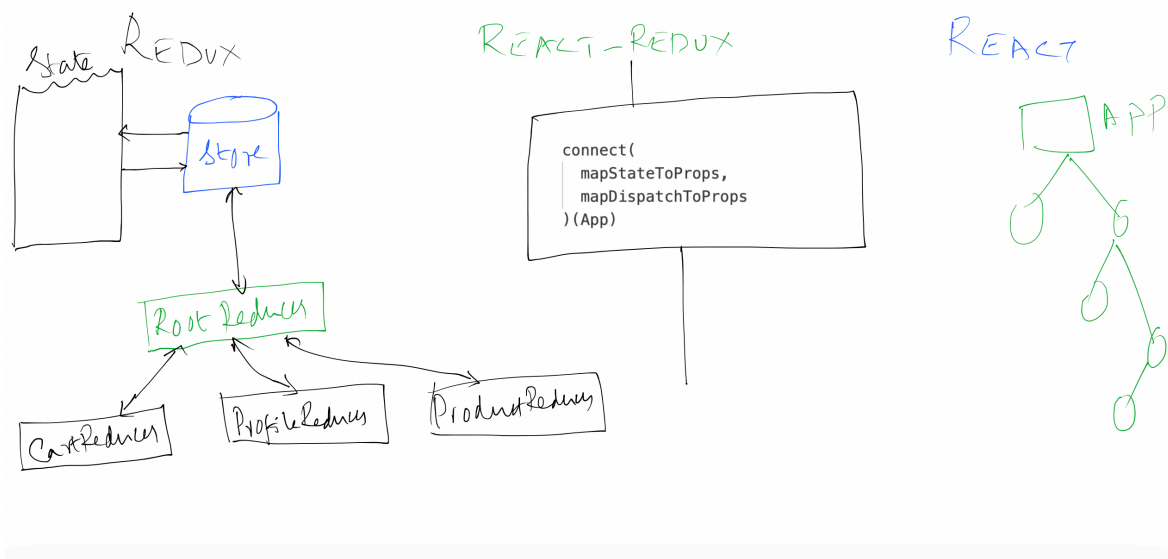 State
REDUX
REACT-REDUX
REACT
APP
Store
connect(
mapStateToProps,
mapDispatchToProps
)(App)
Root Reducer
CartReducer
ProfileReducer
ProductReducer